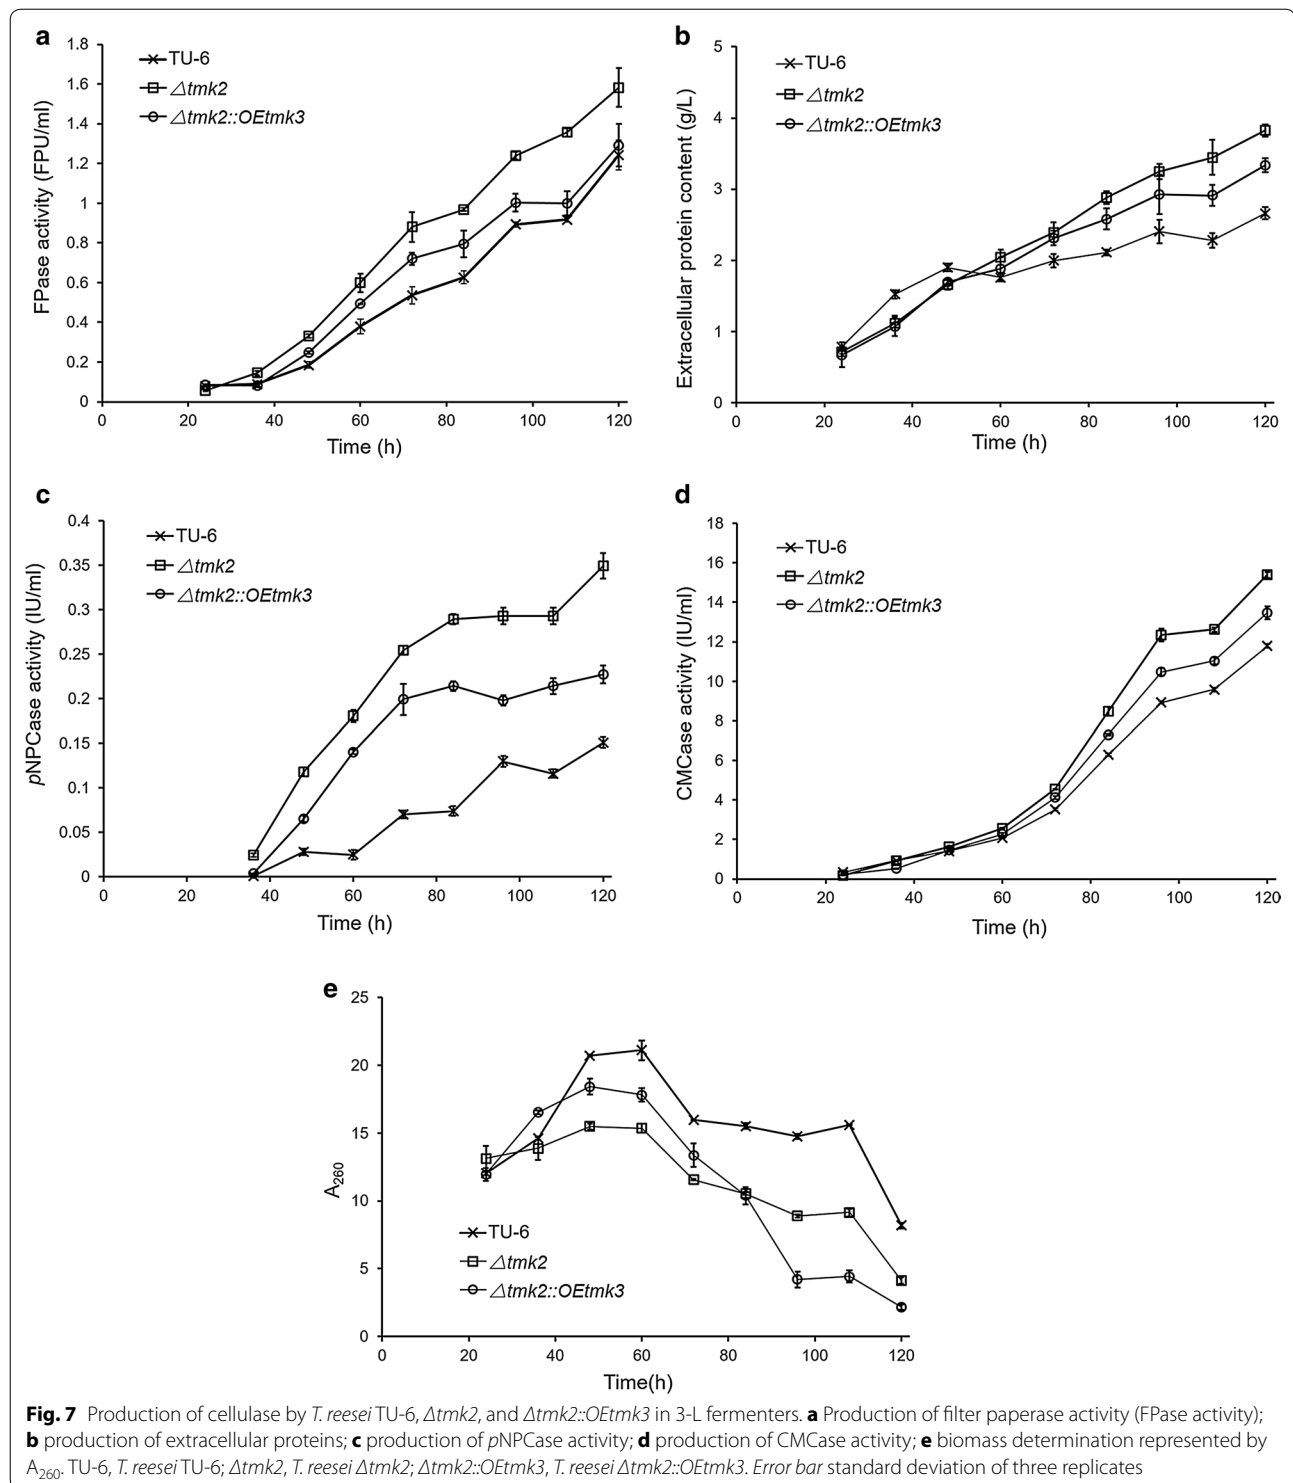 a
1.8
1.6
1.4
1.2
1
0.8
0.6
0.4
0.2
0
FPase activity (FPU/ml)
TU-6
△tmk2
△tmk2::OEtmk3
0 20 40 60 80 100 120
Time (h)
b
5
4
3
2
1
0
Extracellular protein content (g/L)
TU-6
△tmk2
△tmk2::OEtmk3
0 20 40 60 80 100 120
Time (h)
c
0.4
0.35
0.3
0.25
0.2
0.15
0.1
0.05
0
pNPCase activity (IU/ml)
TU-6
△tmk2
△tmk2::OEtmk3
0 20 40 60 80 100 120
Time (h)
d
18
16
14
12
10
8
6
4
2
0
CMCase activity (IU/ml)
TU-6
△tmk2
△tmk2::OEtmk3
0 20 40 60 80 100 120
Time (h)
e
25
20
15
10
5
0
A260
TU-6
△tmk2
△tmk2::OEtmk3
0 20 40 60 80 100 120
Time(h)
Fig. 7 Production of cellulase by T. reesei TU-6, Δtmk2, and Δtmk2::OEtmk3 in 3-L fermenters. a Production of filter paperase activity (FPase activity);
b production of extracellular proteins; c production of pNPCase activity; d production of CMCase activity; e biomass determination represented by
A260. TU-6, T. reesei TU-6; Δtmk2, T. reesei Δtmk2; Δtmk2::OEtmk3, T. reesei Δtmk2::OEtmk3. Error bar standard deviation of three replicates